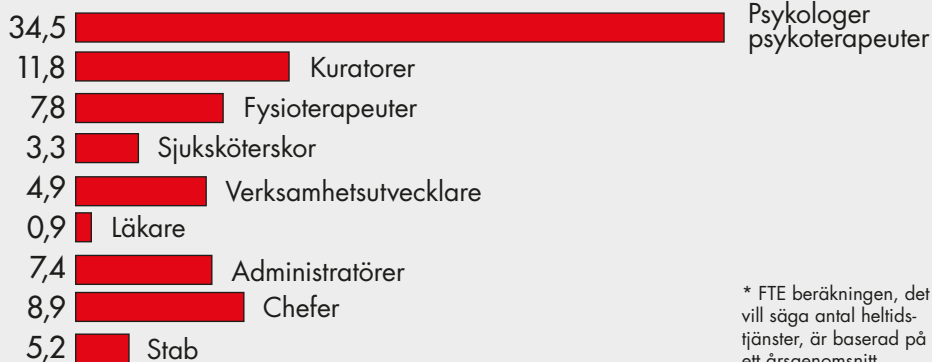 34,5 Psykologer
psykoterapeuter
11,8 Kuratorer
7,8 Fysioterapeuter
3,3 Sjuksköterskor
4,9 Verksamhetsutvecklare
0,9 Läkare
7,4 Administratörer
8,9 Chefer
5,2 Stab
* FTE beräkningen, det
vill säga antal heltids-
tjänster, är baserad på
ett årsgenomsnitt